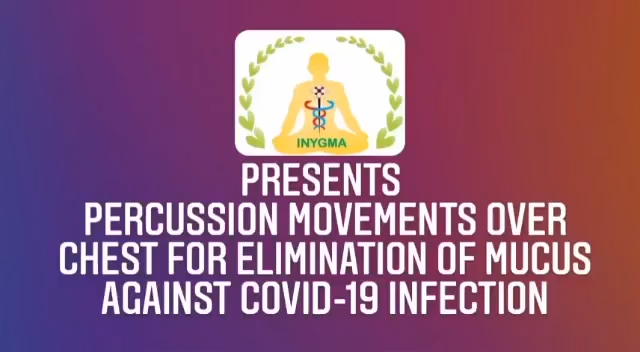 INYGMA
PRESENTS
PERCUSSION MOVEMENTS OVER
CHEST FOR ELIMINATION OF MUCUS
AGAINST COVID-19 INFECTION